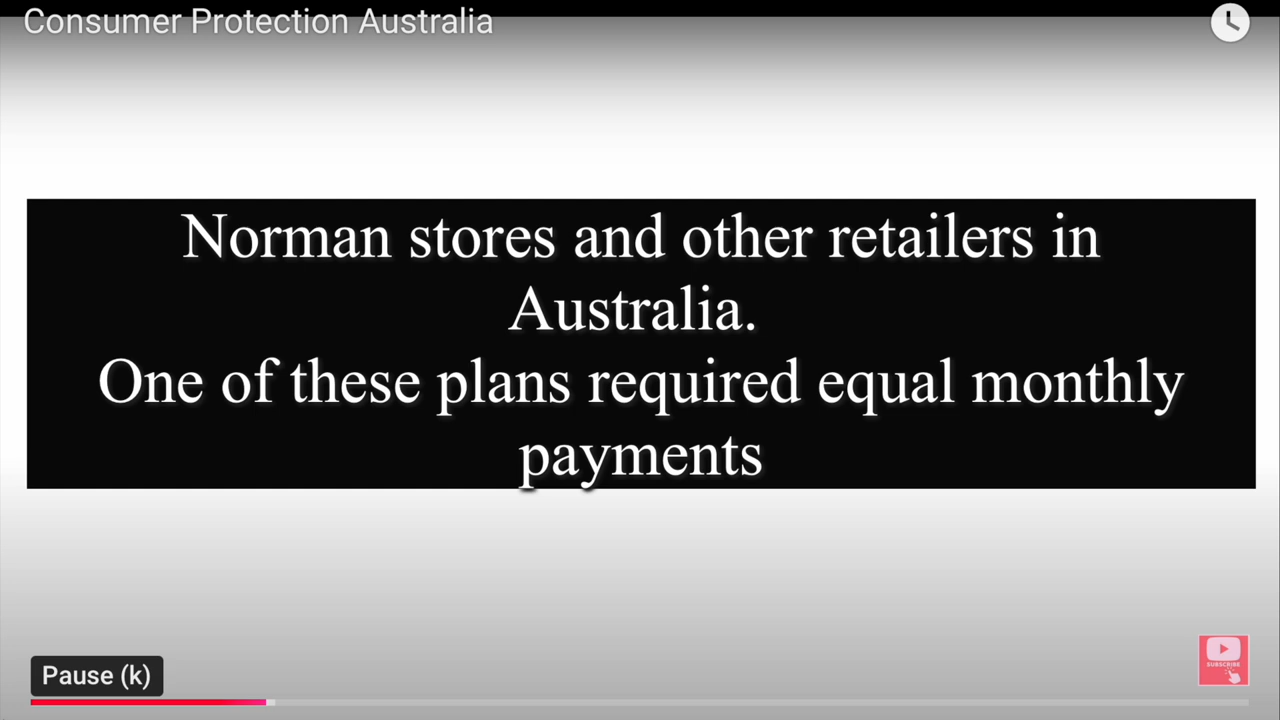 Consumer Protection Australia
Norman stores and other retailers in
Australia.
One of these plans required equal monthly
payments
Pause (k)
SUBSCRIBE